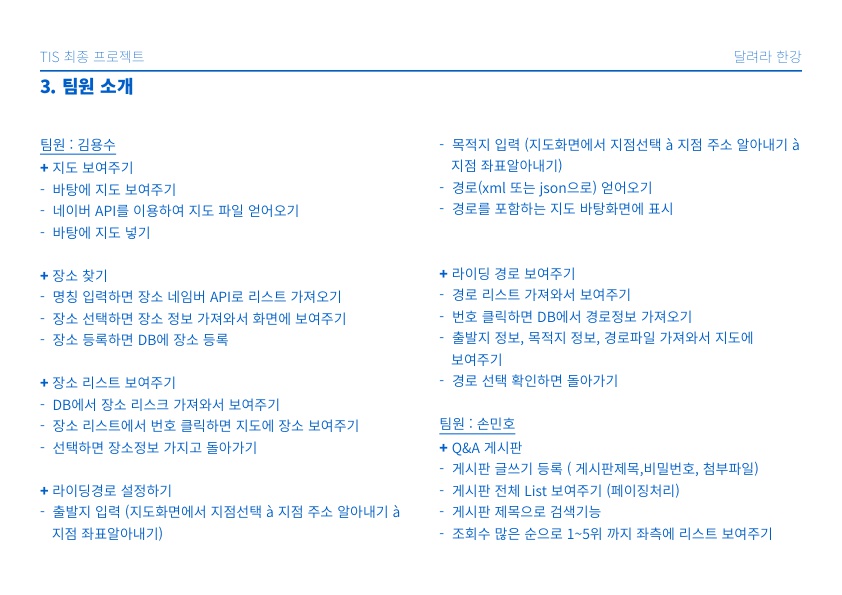 TIS 최종 프로젝트
달려라 한강
3. 팀원 소개
팀원 : 김용수
+ 지도 보여주기
- 바탕에 지도 보여주기
- 네이버 API를 이용하여 지도 파일 얻어오기
- 바탕에 지도 넣기
+ 장소 찾기
- 명칭 입력하면 장소 네임버 API로 리스트 가져오기
- 장소 선택하면 장소 정보 가져와서 화면에 보여주기
- 장소 등록하면 DB에 장소 등록
+ 장소 리스트 보여주기
- DB에서 장소 리스크 가져와서 보여주기
- 장소 리스트에서 번호 클릭하면 지도에 장소 보여주기
- 선택하면 장소정보 가지고 돌아가기
+ 라이딩경로 설정하기
- 출발지 입력 (지도화면에서 지점선택 à 지점 주소 알아내기 à
지점 좌표알아내기)
- 목적지 입력 (지도화면에서 지점선택 à 지점 주소 알아내기 à
지점 좌표알아내기)
- 경로(xml 또는 json으로) 얻어오기
- 경로를 포함하는 지도 바탕화면에 표시
+ 라이딩 경로 보여주기
- 경로 리스트 가져와서 보여주기
- 번호 클릭하면 DB에서 경로정보 가져오기
- 출발지 정보, 목적지 정보, 경로파일 가져와서 지도에
보여주기
- 경로 선택 확인하면 돌아가기
팀원 : 손민호
+ Q&A 게시판
- 게시판 글쓰기 등록 ( 게시판제목,비밀번호, 첨부파일)
- 게시판 전체 List 보여주기 (페이징처리)
- 게시판 제목으로 검색기능
- 조회수 많은 순으로 1~5위 까지 좌측에 리스트 보여주기